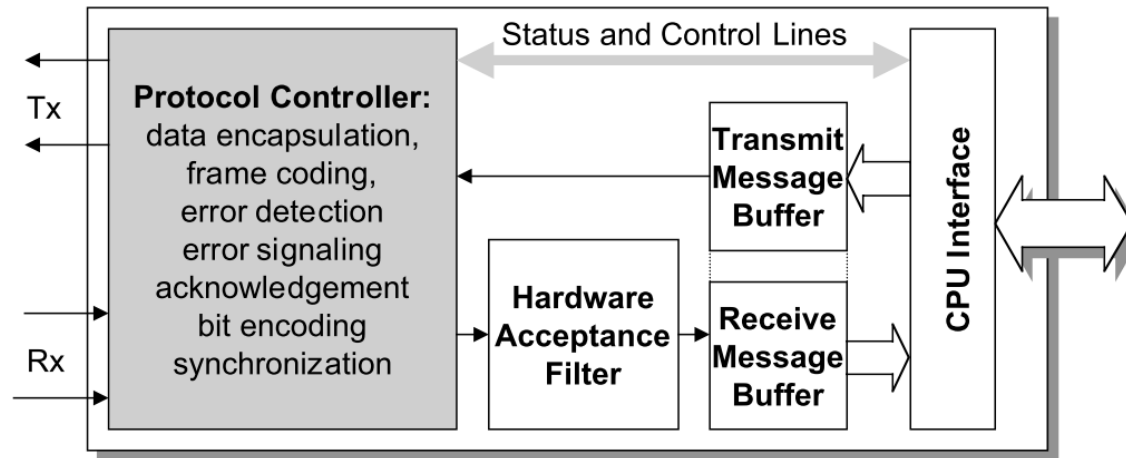 Status and Control Lines
Tx
Rx
Protocol Controller:
data encapsulation,
frame coding,
error detection
error signaling
acknowledgement
bit encoding
synchronization
Hardware
Acceptance
Filter
Transmit
Message
Buffer
Receive
Message
Buffer
CPU Interface